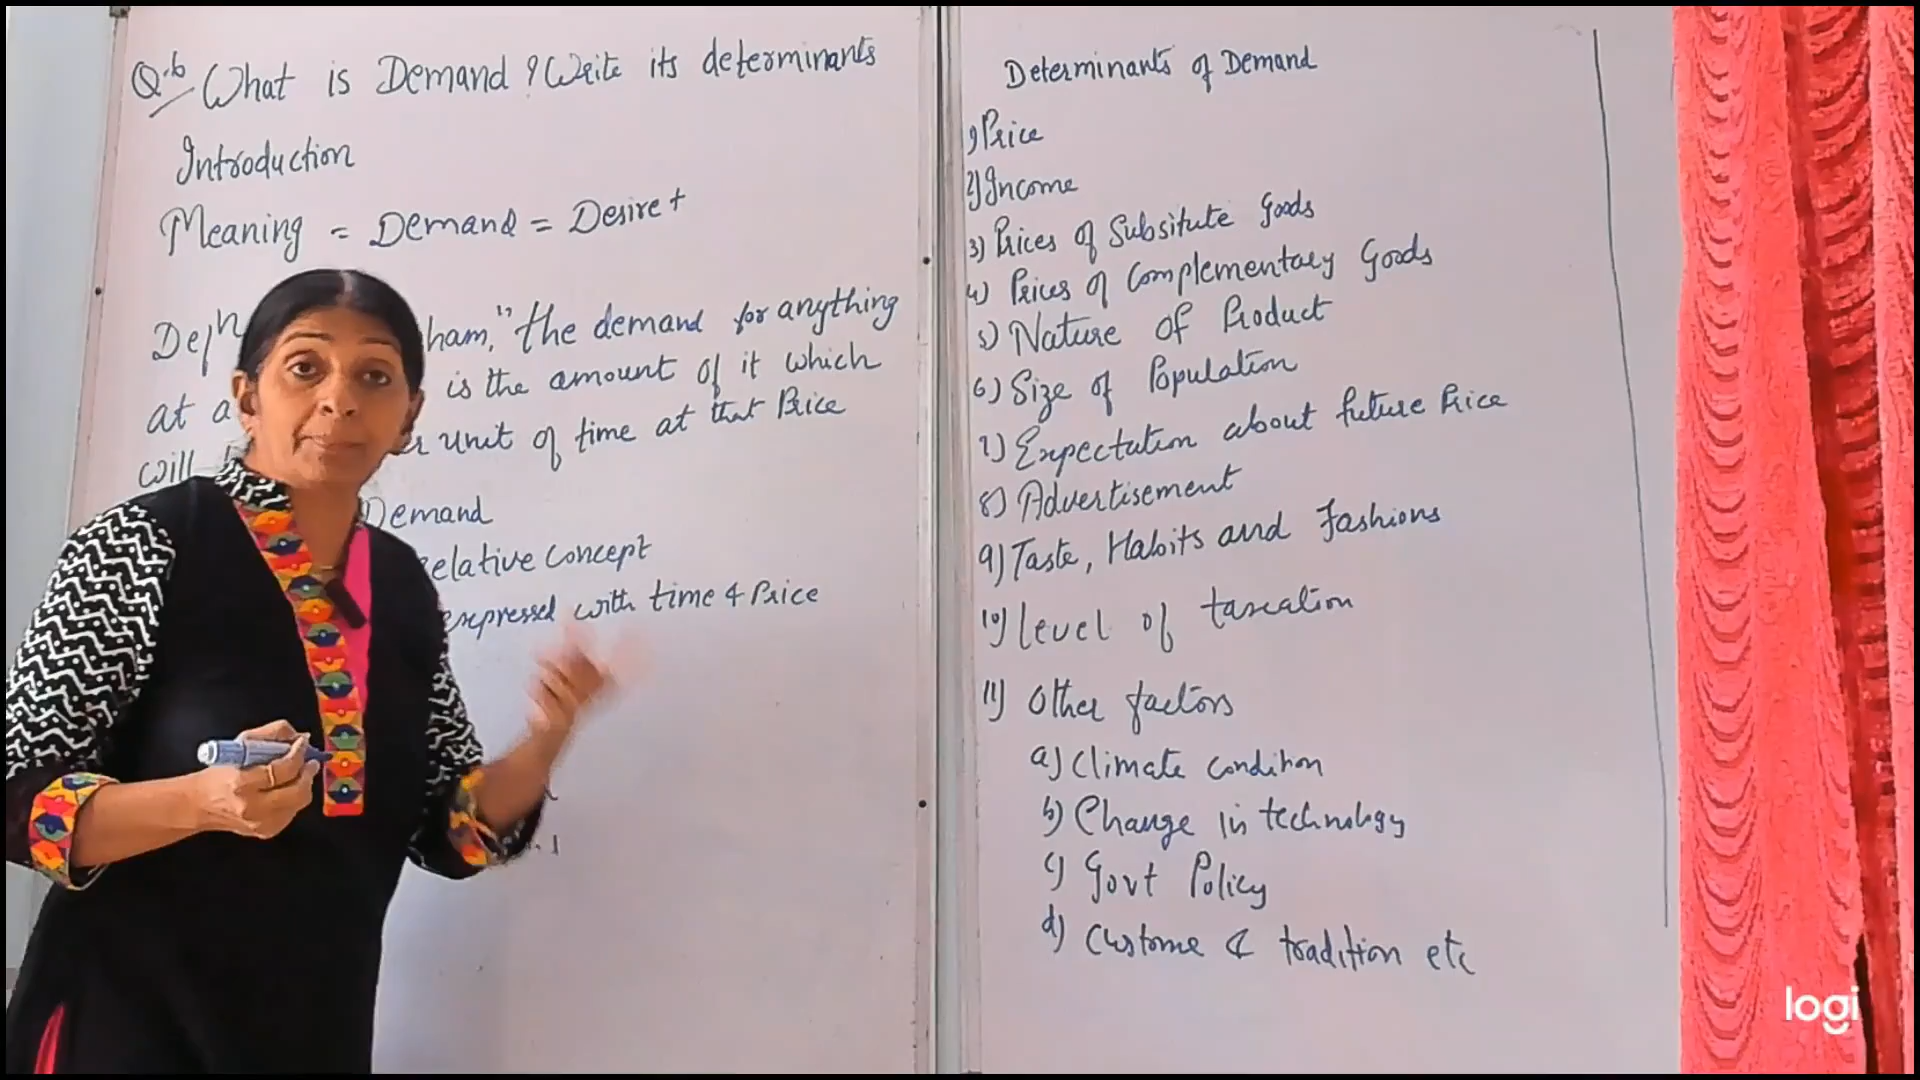 Q.6 What is Demand? Write its determinants
Introduction
Meaning = Demand = Desire +
Defn ham, "the demand for anything
at a is the amount of it which
will unit of time at that Price
Demand
relative concept
expressed with time & Price
Determinants of Demand
1) Price
2) Income
3) Prices of Subsitute Goods
4) Prices of Complementary Goods
5) Nature of Product
6) Size of Population
7) Expectation about future Price
8) Advertisement
9) Taste, Habits and Fashions
10) level of taxation
11) Other factors
a) Climate condition
b) Change in technology
c) Govt Policy
d) Custome & tradition etc
logi